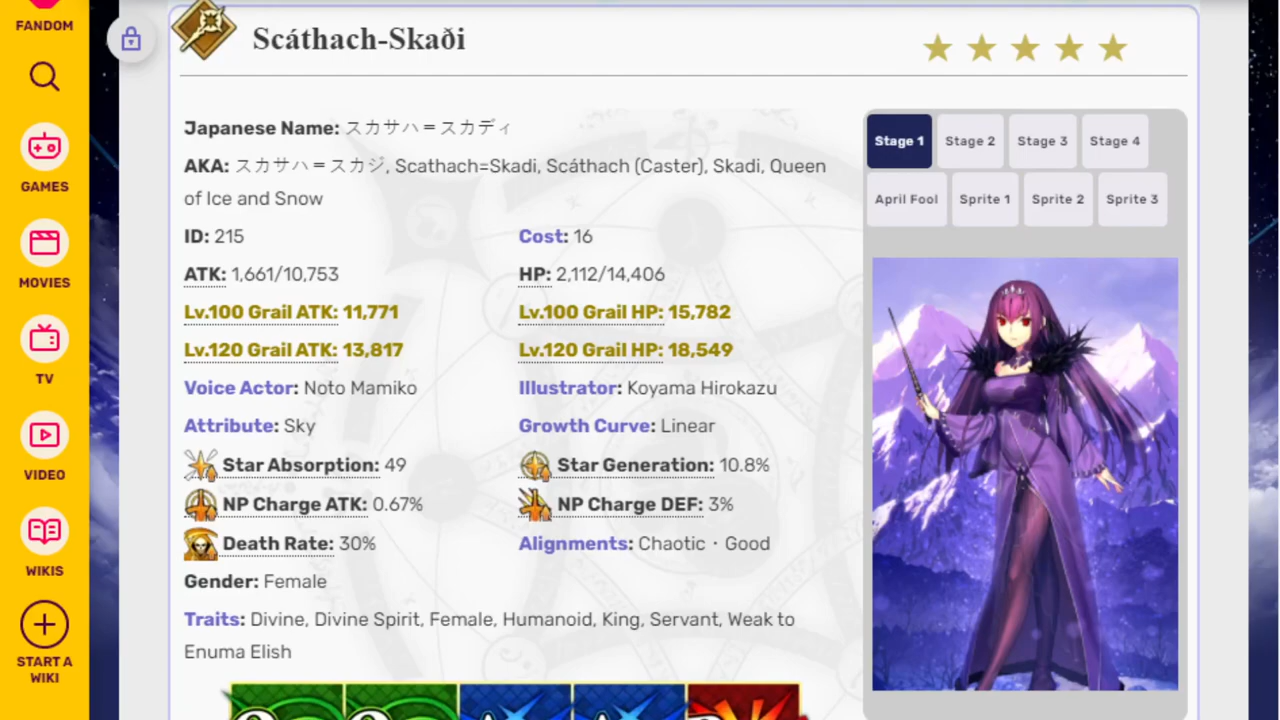 FANDOM
GAMES
MOVIES
TV
VIDEO
WIKIS
START A
WIKI
Scáthach-Skaði
Japanese Name: スカサハ＝スカディ
AKA: スカサハ＝スカジ, Scathach=Skadi, Scáthach (Caster), Skadi, Queen
of Ice and Snow
ID: 215
Cost: 16
ATK: 1,661/10,753
HP: 2,112/14,406
Lv.100 Grail ATK: 11,771
Lv.100 Grail HP: 15,782
Lv.120 Grail ATK: 13,817
Lv.120 Grail HP: 18,549
Voice Actor: Noto Mamiko
Illustrator: Koyama Hirokazu
Attribute: Sky
Growth Curve: Linear
Star Absorption: 49
Star Generation: 10.8%
NP Charge ATK: 0.67%
NP Charge DEF: 3%
Death Rate: 30%
Alignments: Chaotic・Good
Gender: Female
Traits: Divine, Divine Spirit, Female, Humanoid, King, Servant, Weak to
Enuma Elish
Stage 1
Stage 2
Stage 3
Stage 4
April Fool
Sprite 1
Sprite 2
Sprite 3